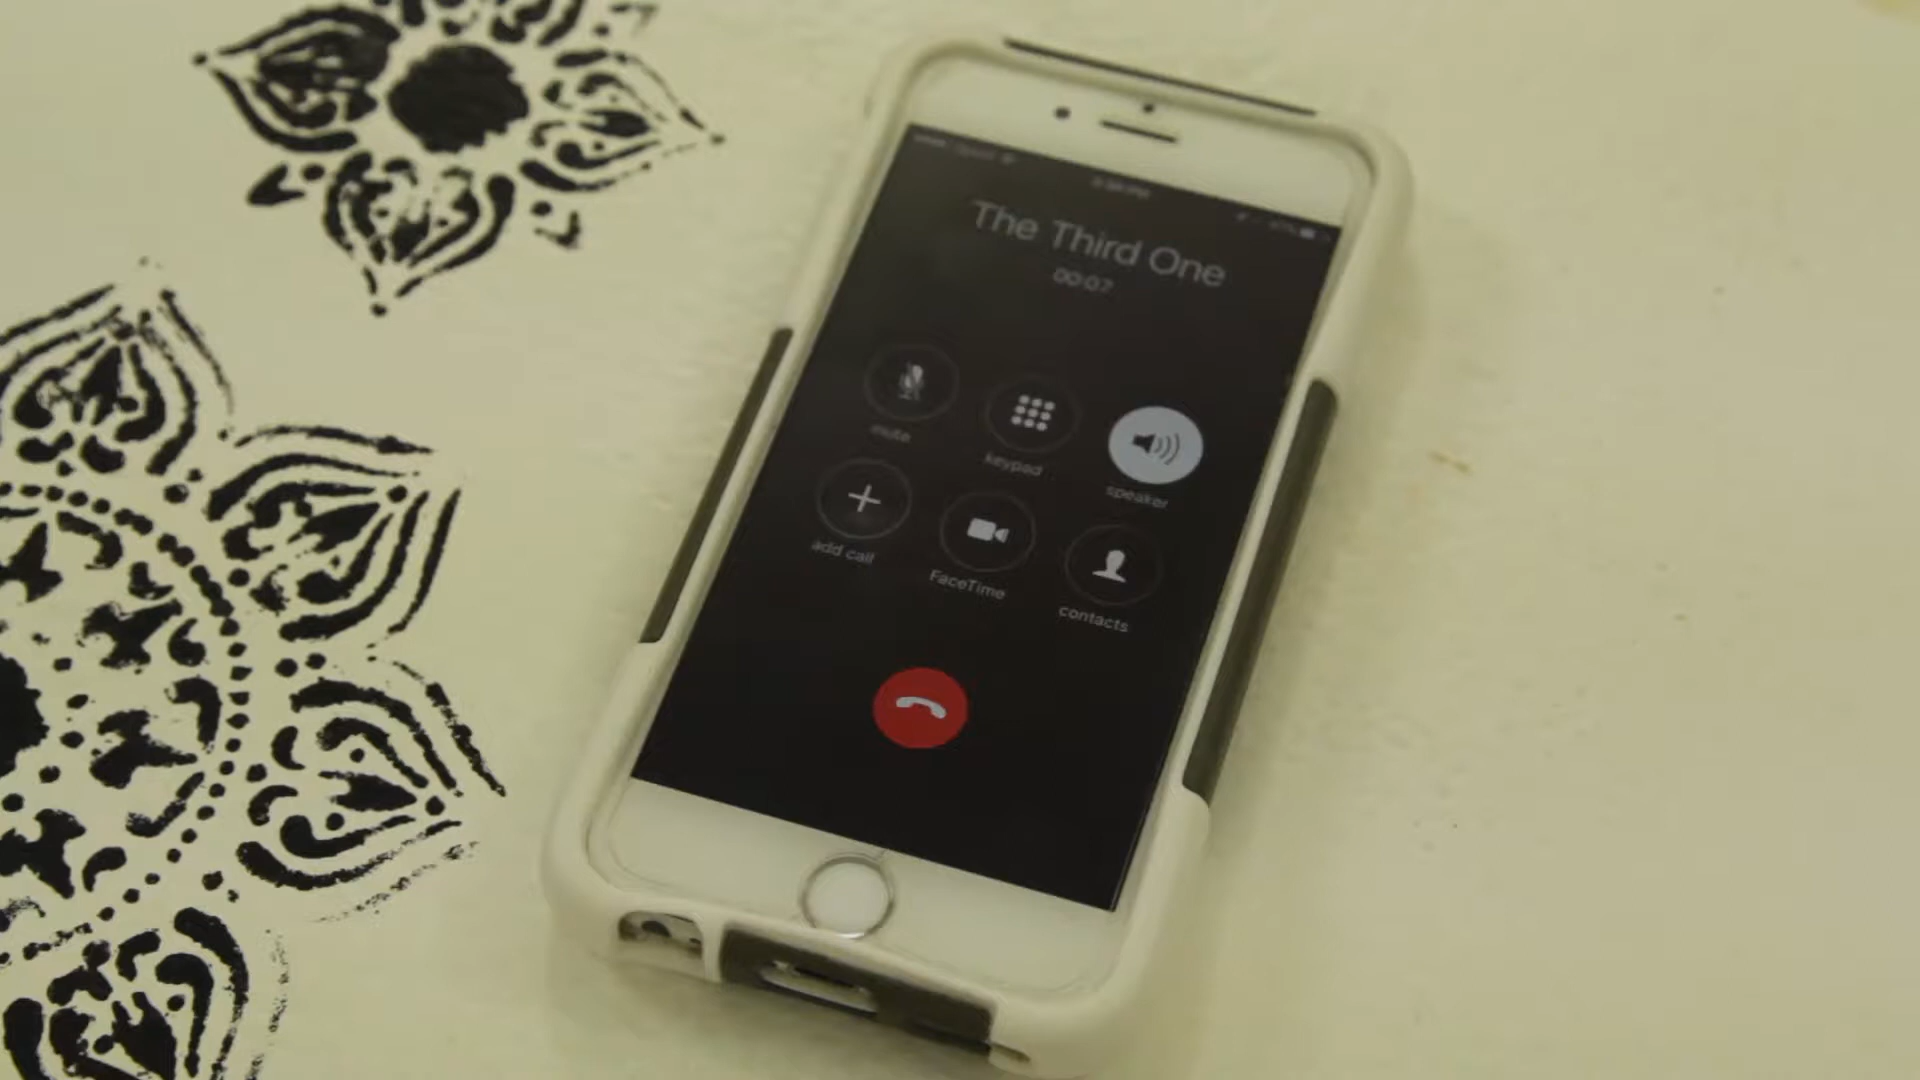 The Third One
00:07
mute
keypad
speaker
add call
FaceTime
contacts